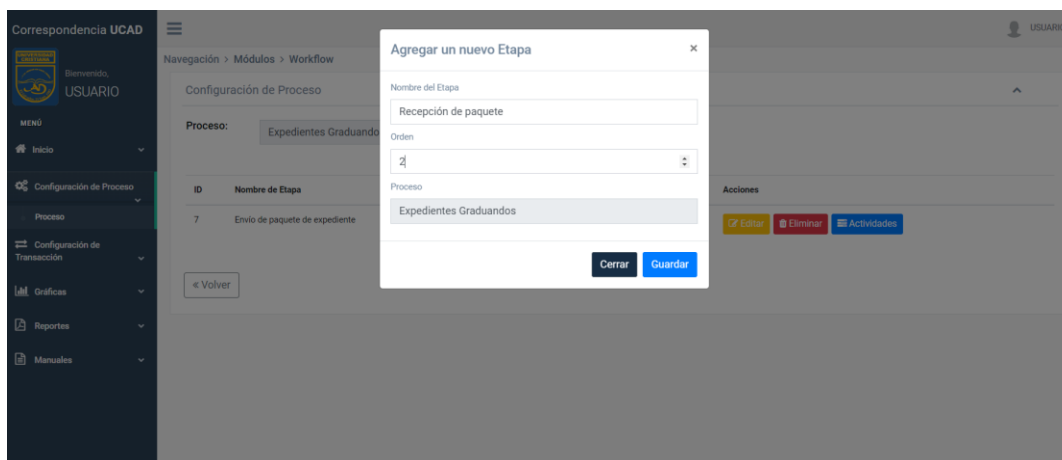 Correspondencia UCAD
USUARIO
Bienvenido,
USUARIO
MENÚ
Inicio
Configuración de Proceso
Proceso
Configuración de
Transacción
Gráficas
Reportes
Manuales
Navegación > Módulos > Workflow
Configuración de Proceso
Proceso:
Expedientes Graduando
ID
Nombre de Etapa
Acciones
7
Envío de paquete de expediente
Editar
Eliminar
Actividades
« Volver
Agregar un nuevo Etapa
×
Nombre del Etapa
Recepción de paquete
Orden
2
Proceso
Expedientes Graduandos
Cerrar
Guardar